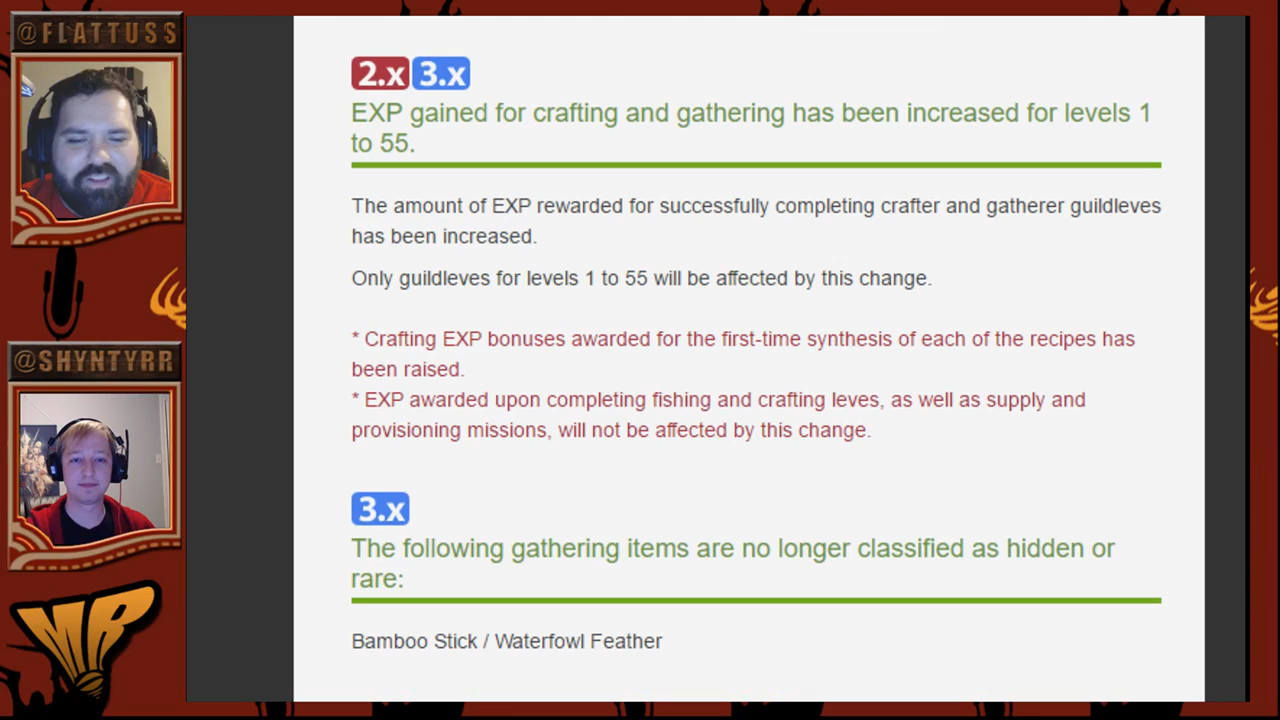 @FLATTUSS
@SHYNTYRR
MR
2.x 3.x
EXP gained for crafting and gathering has been increased for levels 1
to 55.
The amount of EXP rewarded for successfully completing crafter and gatherer guildleves
has been increased.
Only guildleves for levels 1 to 55 will be affected by this change.
* Crafting EXP bonuses awarded for the first-time synthesis of each of the recipes has
been raised.
* EXP awarded upon completing fishing and crafting leves, as well as supply and
provisioning missions, will not be affected by this change.
3.x
The following gathering items are no longer classified as hidden or
rare:
Bamboo Stick / Waterfowl Feather